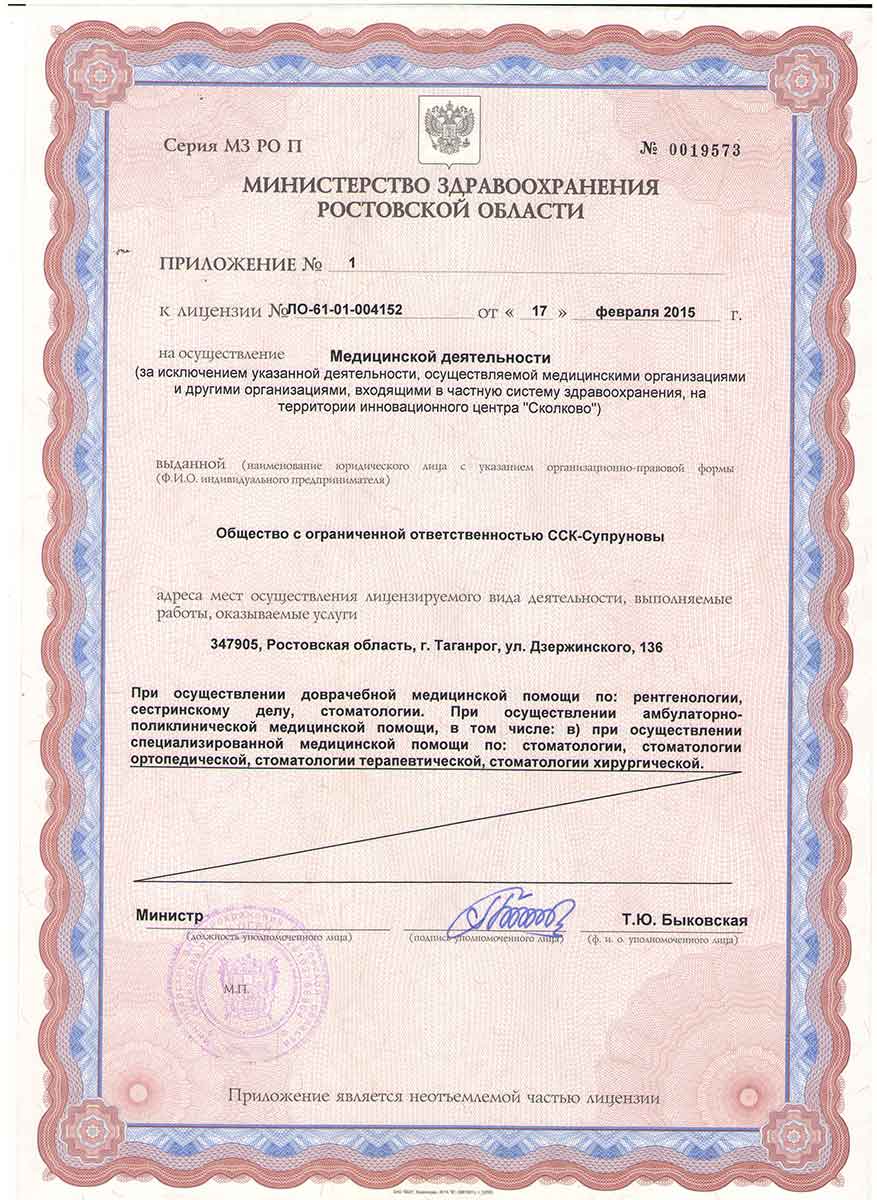 Серия МЗ РО П
№ 0019573
МИНИСТЕРСТВО ЗДРАВООХРАНЕНИЯ
РОСТОВСКОЙ ОБЛАСТИ
ПРИЛОЖЕНИЕ № 1
к лицензии № ЛО-61-01-004152 от « 17 » февраля 2015 г.
на осуществление Медицинской деятельности
(за исключением указанной деятельности, осуществляемой медицинскими организациями
и другими организациями, входящими в частную систему здравоохранения, на
территории инновационного центра "Сколково")
выданной (наименование юридического лица с указанием организационно-правовой формы
(Ф.И.О. индивидуального предпринимателя)
Общество с ограниченной ответственностью ССК-Супруновы
адреса мест осуществления лицензируемого вида деятельности, выполняемые
работы, оказываемые услуги
347905, Ростовская область, г. Таганрог, ул. Дзержинского, 136
При осуществлении доврачебной медицинской помощи по: рентгенологии,
сестринскому делу, стоматологии. При осуществлении амбулаторно-
поликлинической медицинской помощи, в том числе: в) при осуществлении
специализированной медицинской помощи по: стоматологии, стоматологии
ортопедической, стоматологии терапевтической, стоматологии хирургической.
Министр Т.Ю. Быковская
(должность уполномоченного лица) (подпись уполномоченного лица) (ф. и. о. уполномоченного лица)
М.П.
Приложение является неотъемлемой частью лицензии